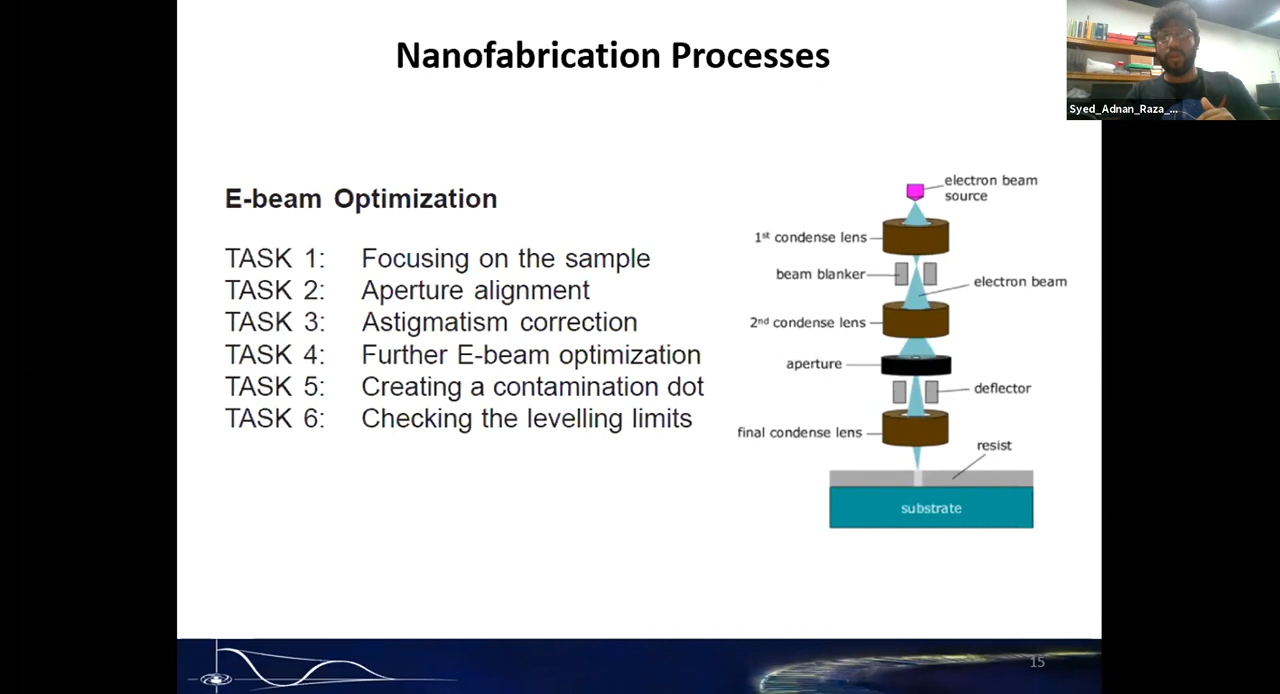 Nanofabrication Processes
Syed_Adnan_Raza_...
E-beam Optimization
TASK 1: Focusing on the sample
TASK 2: Aperture alignment
TASK 3: Astigmatism correction
TASK 4: Further E-beam optimization
TASK 5: Creating a contamination dot
TASK 6: Checking the levelling limits
electron beam
source
1st condense lens
beam blanker
electron beam
2nd condense lens
aperture
deflector
final condense lens
resist
substrate
15